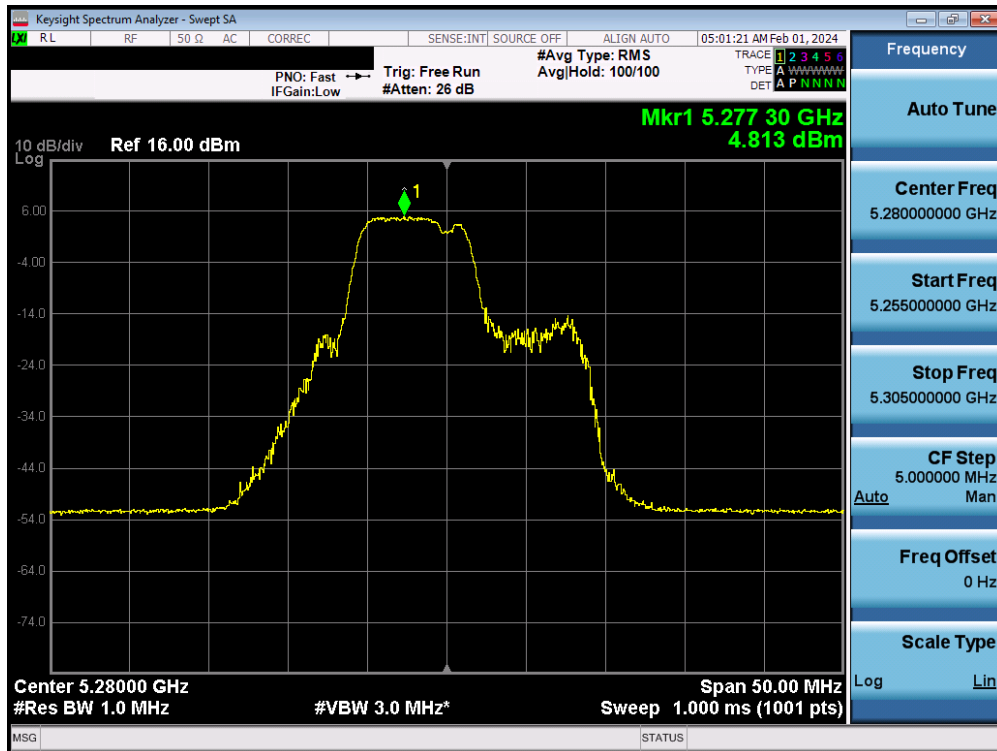 Keysight Spectrum Analyzer - Swept SA
LXI RL RF 50 Ω AC CORREC SENSE:INT SOURCE OFF ALIGN AUTO 05:01:21 AM Feb 01, 2024
PNO: Fast Trig: Free Run #Avg Type: RMS TRACE 1 2 3 4 5 6
IFGain:Low #Atten: 26 dB Avg|Hold: 100/100 TYPE A WWWWWWW
DET A P N N N N
Mkr1 5.277 30 GHz
4.813 dBm
10 dB/div Ref 16.00 dBm
Log
1
6.00
-4.00
-14.0
-24.0
-34.0
-44.0
-54.0
-64.0
-74.0
Center 5.28000 GHz Span 50.00 MHz
#Res BW 1.0 MHz #VBW 3.0 MHz* Sweep 1.000 ms (1001 pts)
MSG STATUS
Frequency
Auto Tune
Center Freq
5.280000000 GHz
Start Freq
5.255000000 GHz
Stop Freq
5.305000000 GHz
CF Step
5.000000 MHz
Auto Man
Freq Offset
0 Hz
Scale Type
Log Lin